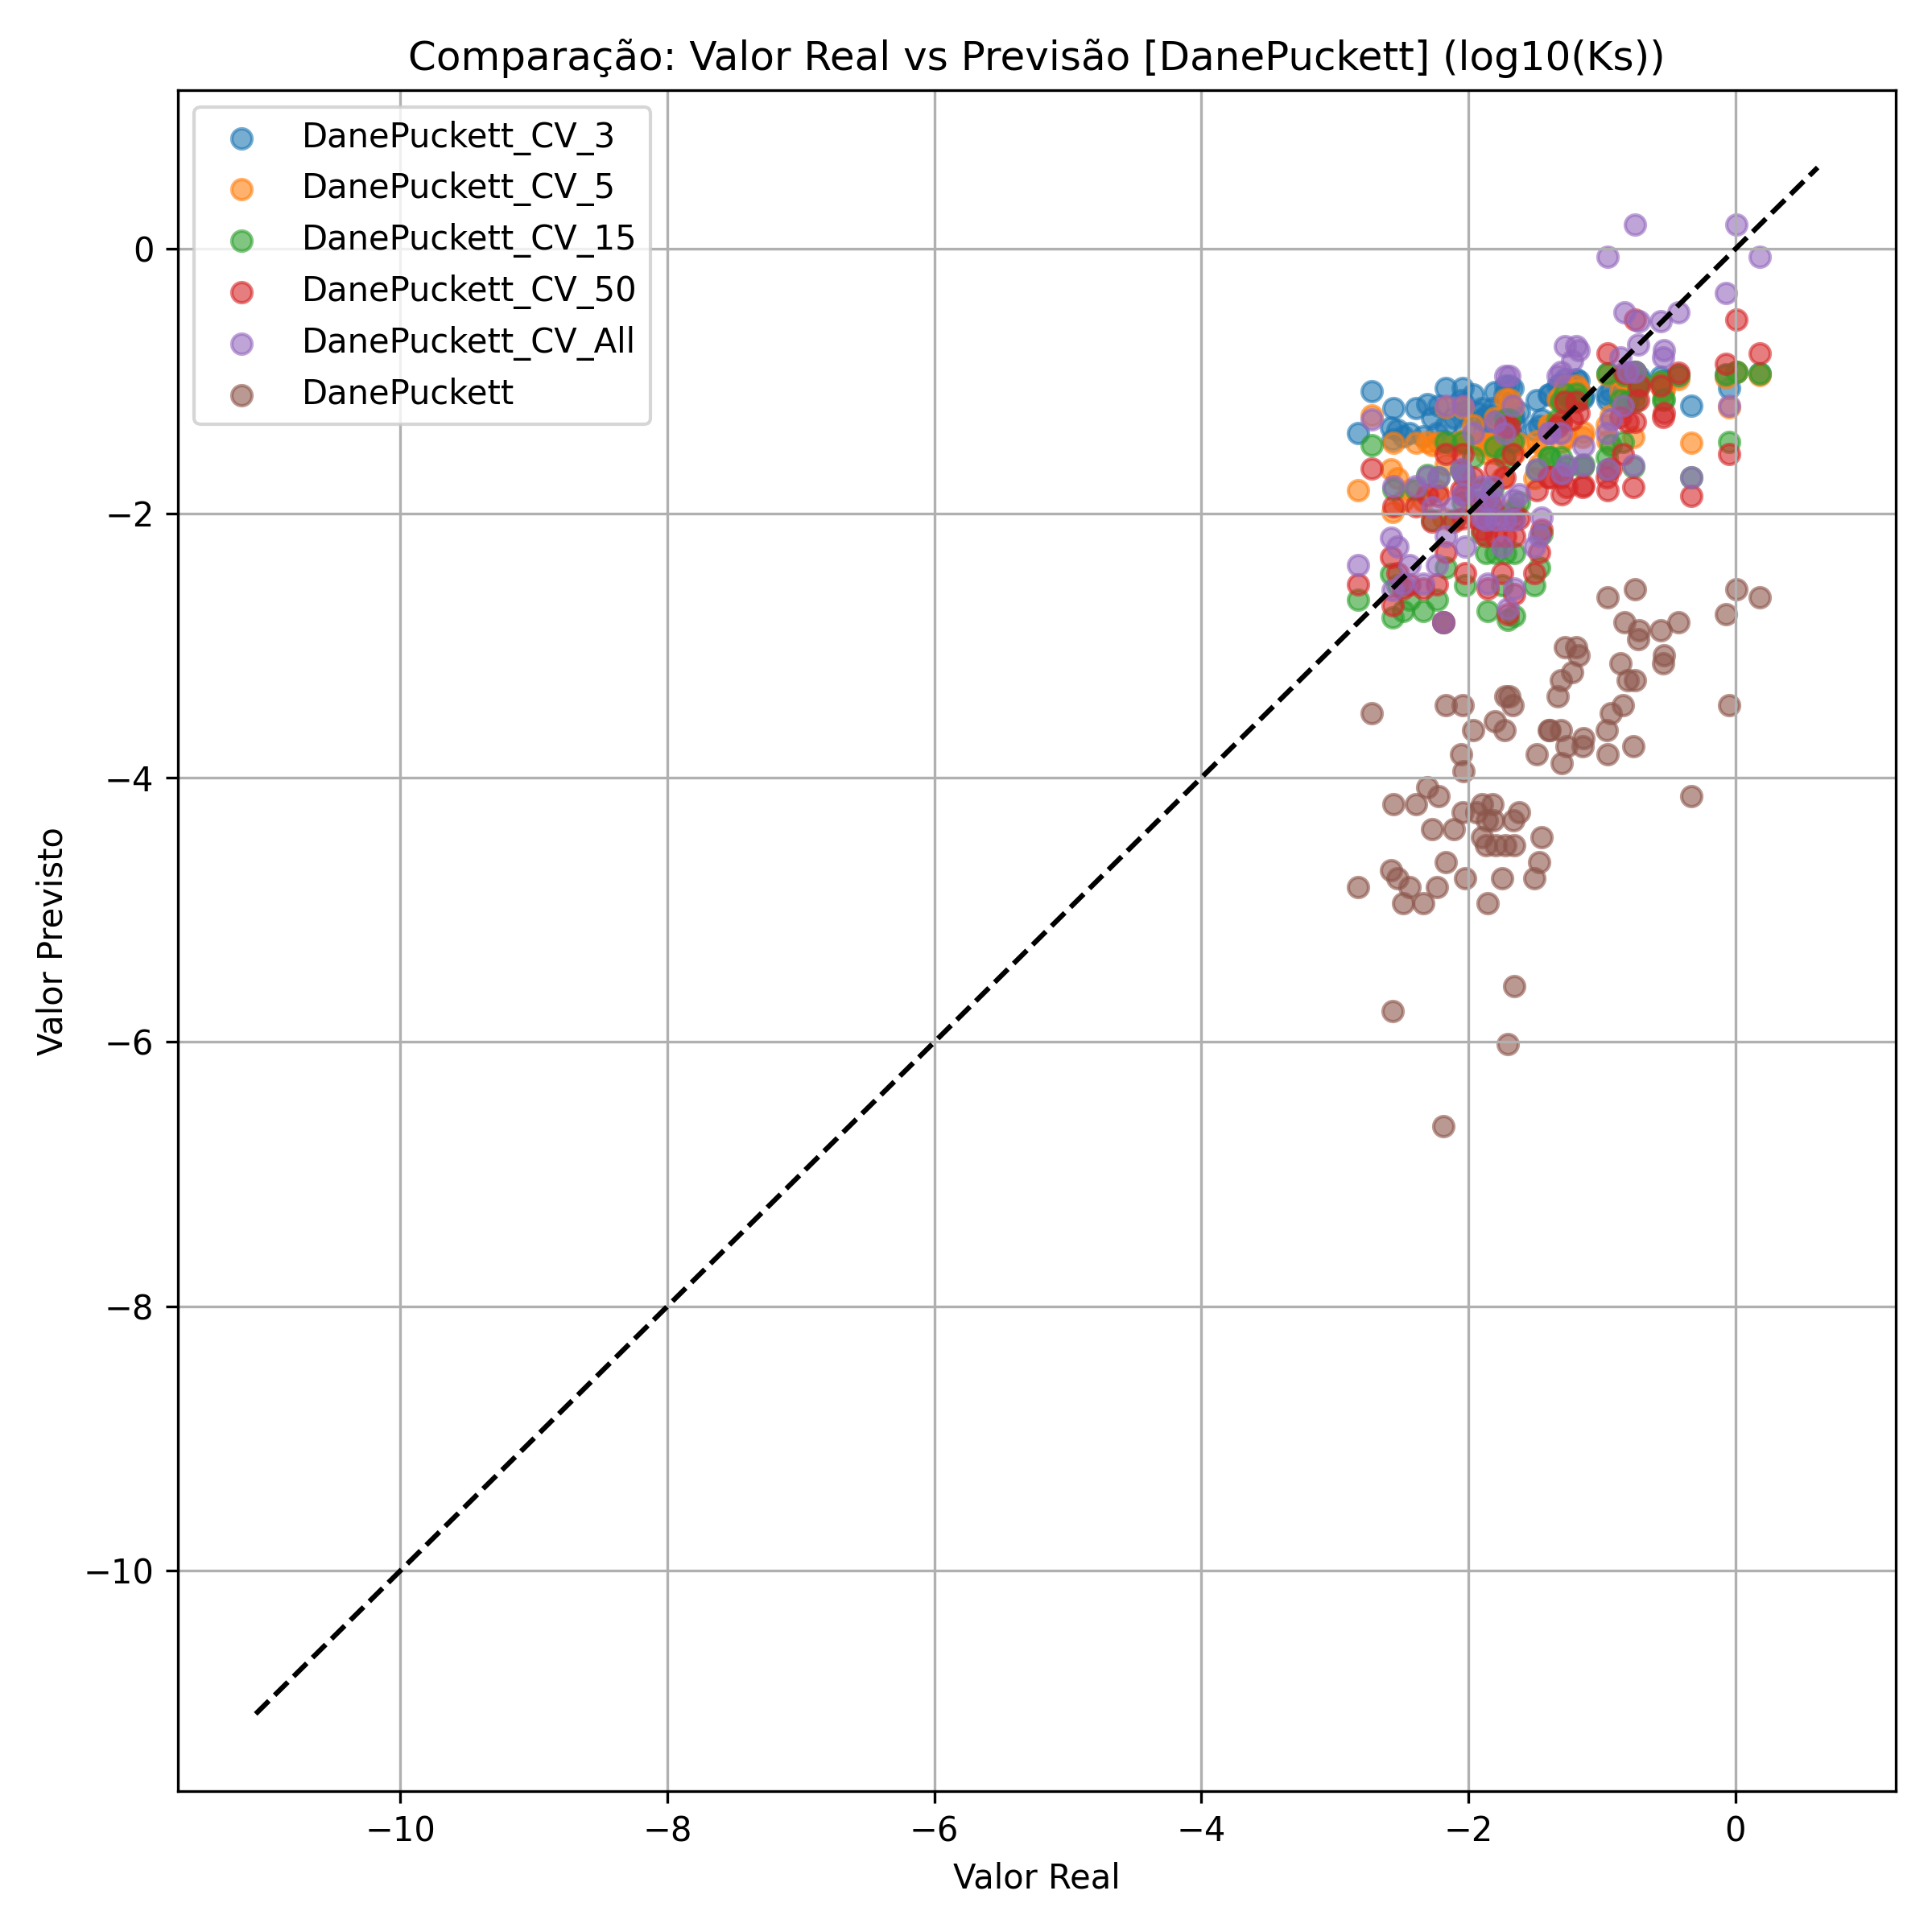 Comparação: Valor Real vs Previsão [DanePuckett] (log10(Ks))
DanePuckett_CV_3
DanePuckett_CV_5
DanePuckett_CV_15
DanePuckett_CV_50
DanePuckett_CV_All
DanePuckett
0
−2
−4
−6
−8
−10
Valor Previsto
−10
−8
−6
−4
−2
0
Valor Real